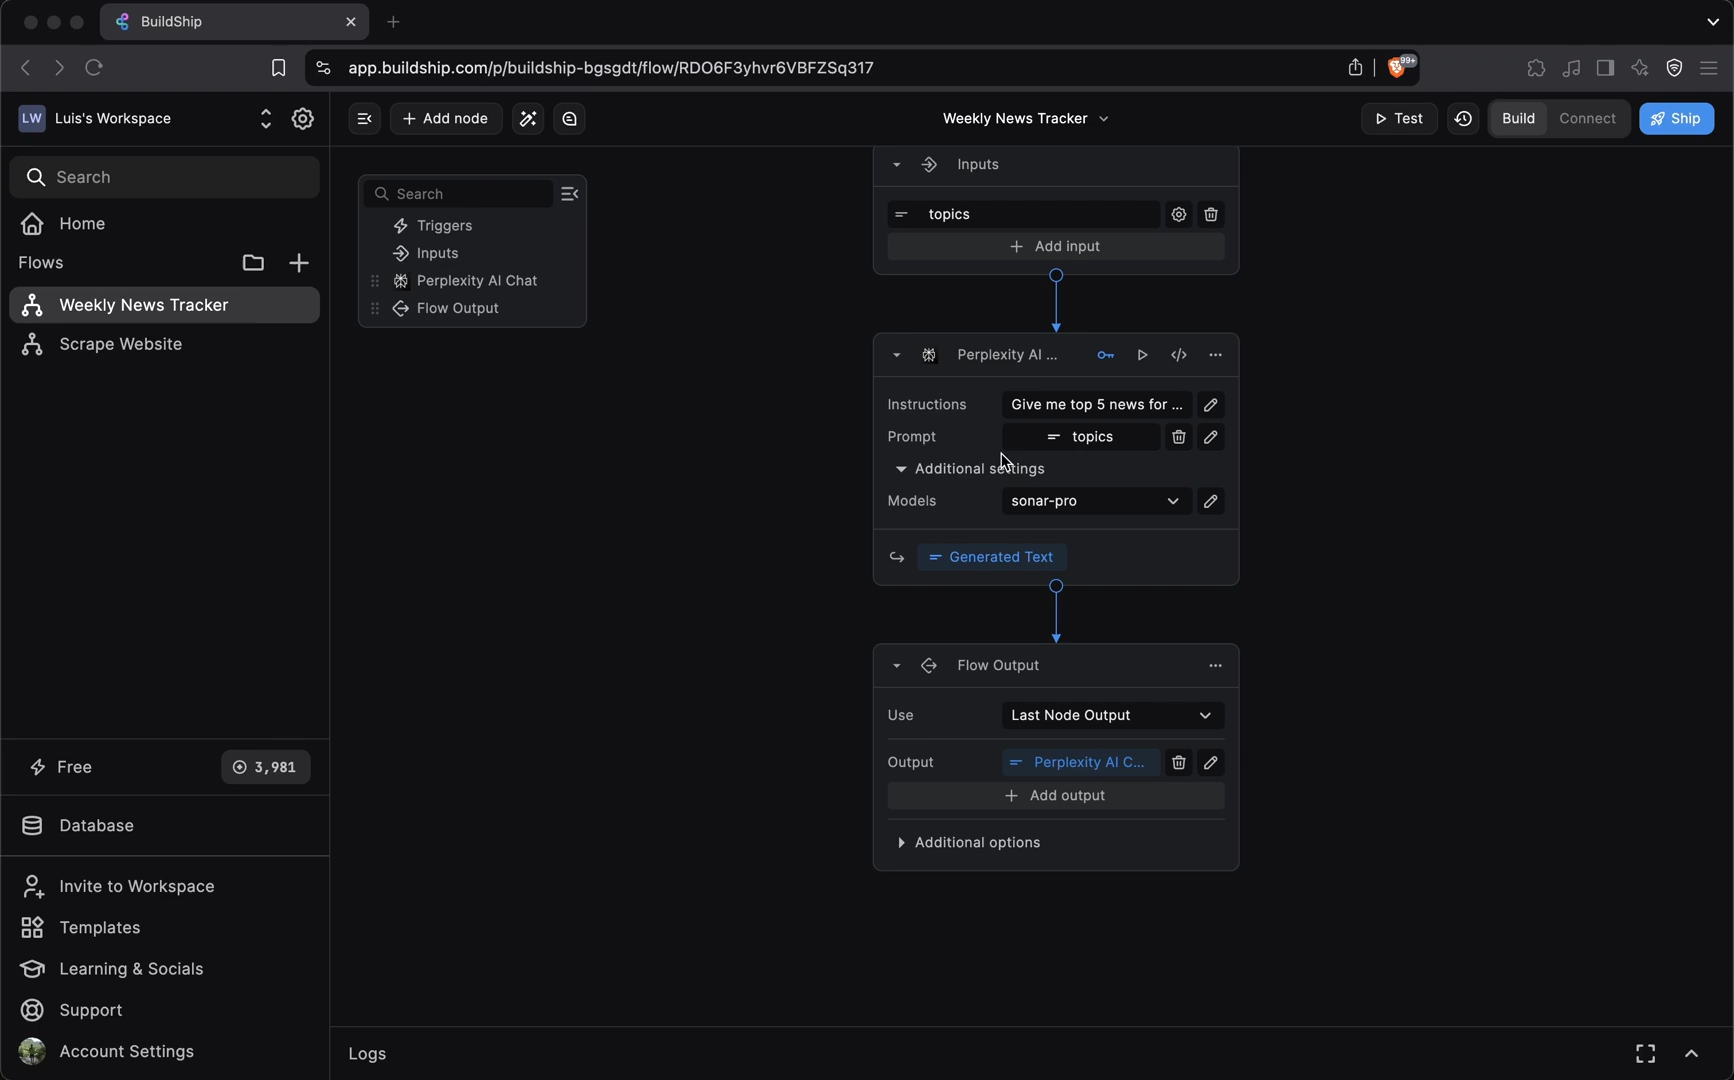 BuildShip
app.buildship.com/p/buildship-bgsgdt/flow/RDO6F3yhvr6VBFZSq317
99+
LW Luis's Workspace
Add node
Weekly News Tracker
Test
Build
Connect
Ship
Search
Home
Flows
Weekly News Tracker
Scrape Website
Free
3,981
Database
Invite to Workspace
Templates
Learning & Socials
Support
Account Settings
Search
Triggers
Inputs
Perplexity AI Chat
Flow Output
Inputs
topics
Add input
Perplexity AI ...
Instructions Give me top 5 news for ...
Prompt topics
Additional settings
Models sonar-pro
Generated Text
Flow Output
Use Last Node Output
Output Perplexity AI C...
Add output
Additional options
Logs